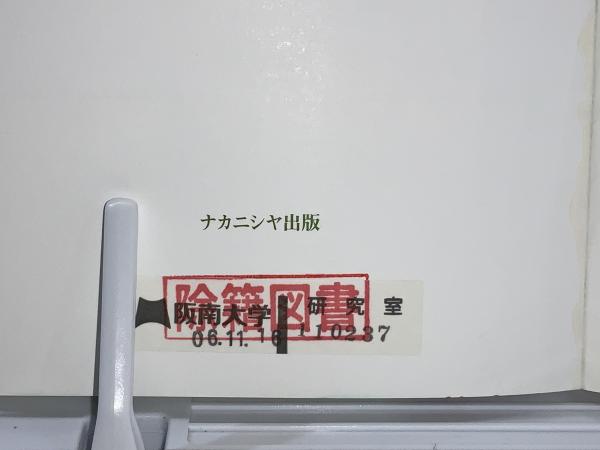 ナカニシヤ出版
除籍図書
阪南大学 研究室
06.11.16 110237